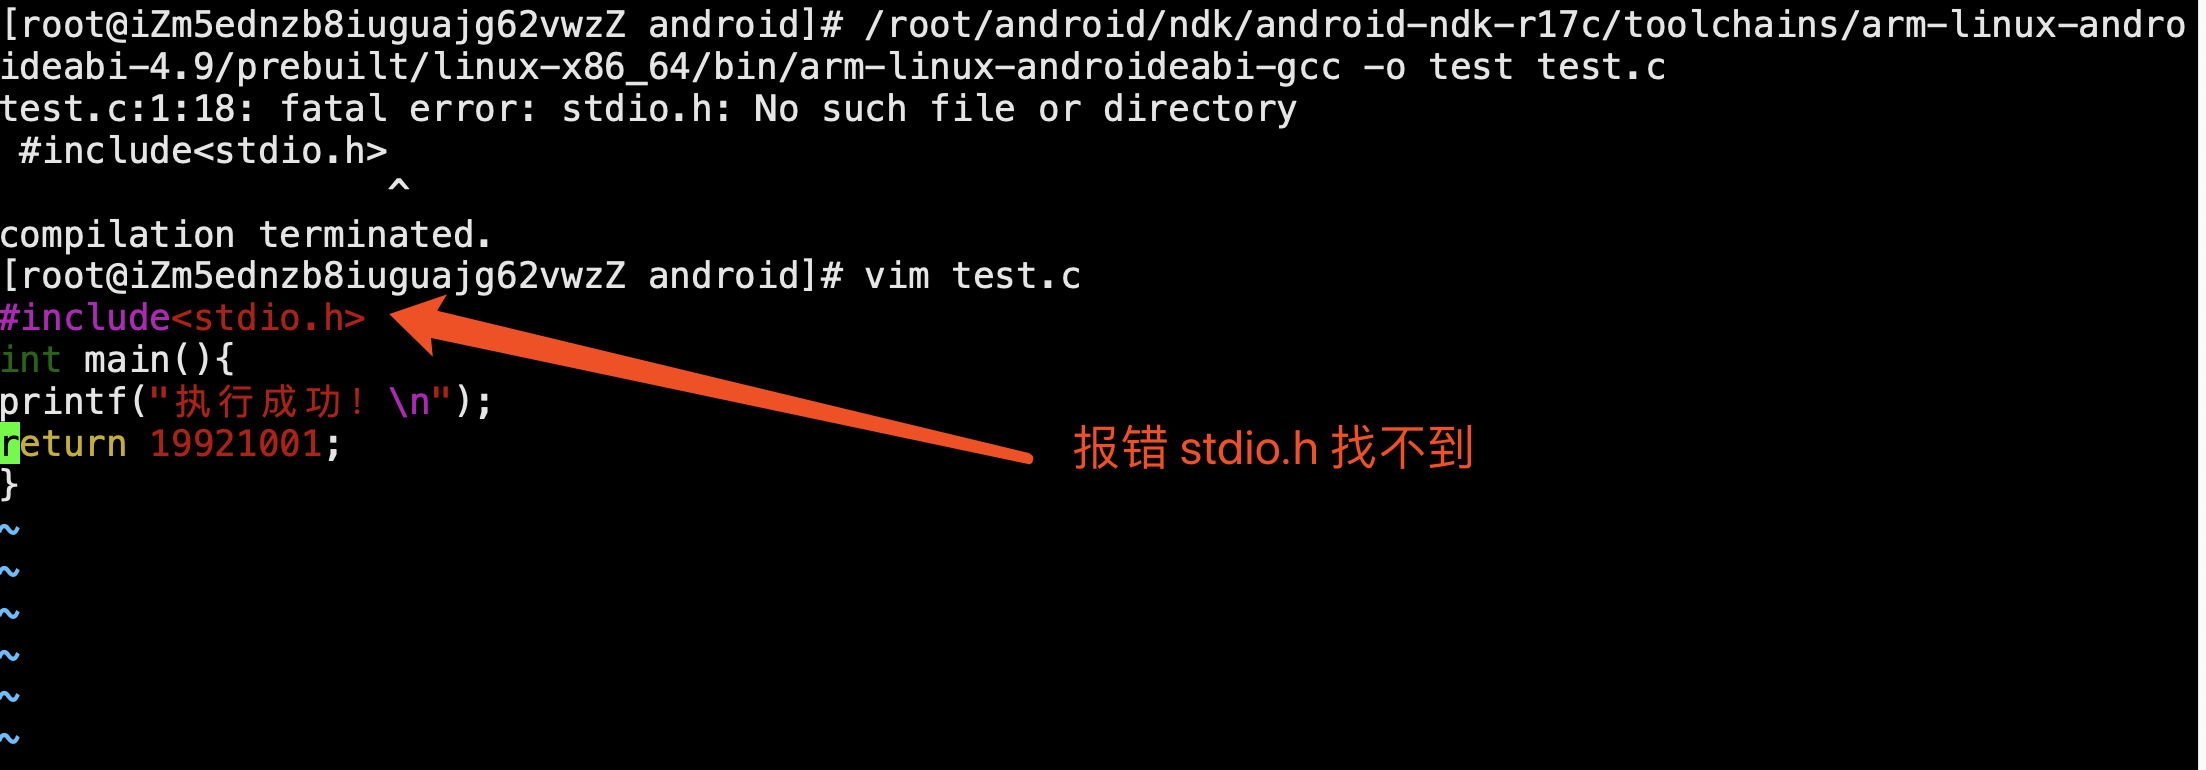 [root@iZm5ednzb8iuguajg62vwzZ android]# /root/android/ndk/android-ndk-r17c/toolchains/arm-linux-andro
ideabi-4.9/prebuilt/linux-x86_64/bin/arm-linux-androideabi-gcc -o test test.c
test.c:1:18: fatal error: stdio.h: No such file or directory
 #include<stdio.h>
                  ^
compilation terminated.
[root@iZm5ednzb8iuguajg62vwzZ android]# vim test.c
#include<stdio.h>
int main(){
printf("执行成功！\n");
return 19921001;
}
报错 stdio.h 找不到
~
~
~
~
~
~